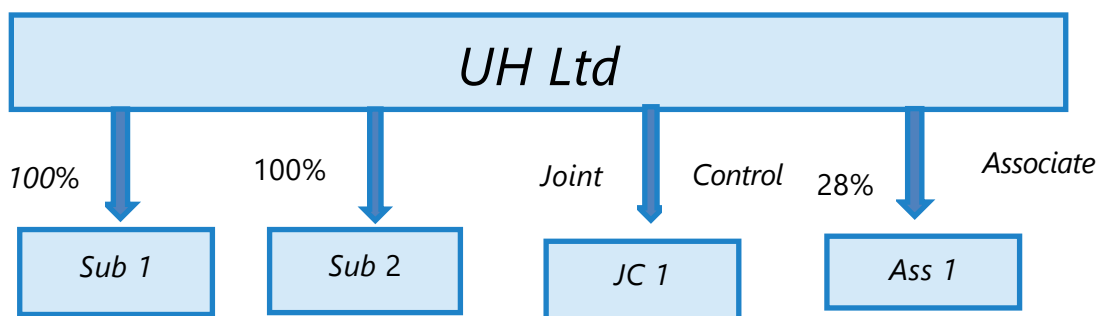 UH Ltd
100% 100% Joint Control 28% Associate
Sub 1 Sub 2 JC 1 Ass 1